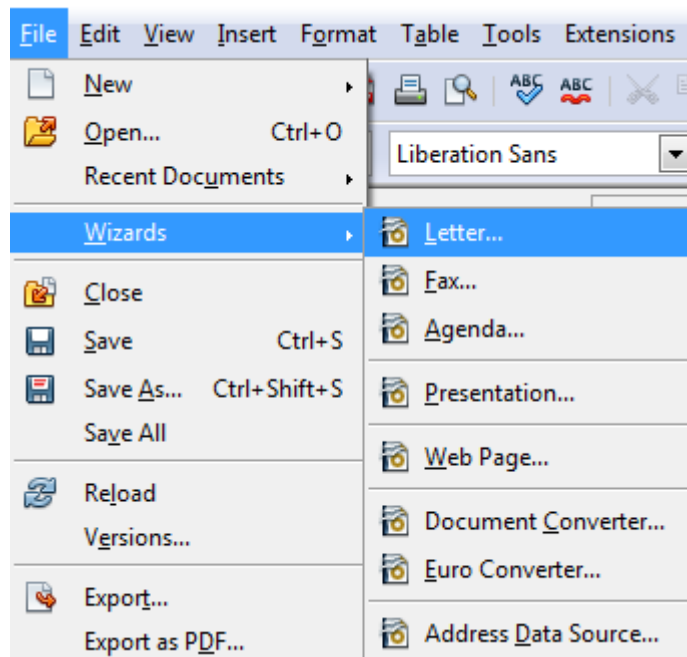 File Edit View Insert Format Table Tools Extensions
New
Open... Ctrl+O
Recent Documents
Wizards
Close
Save Ctrl+S
Save As... Ctrl+Shift+S
Save All
Reload
Versions...
Export...
Export as PDF...
ABC ABC
Liberation Sans
Letter...
Fax...
Agenda...
Presentation...
Web Page...
Document Converter...
Euro Converter...
Address Data Source...